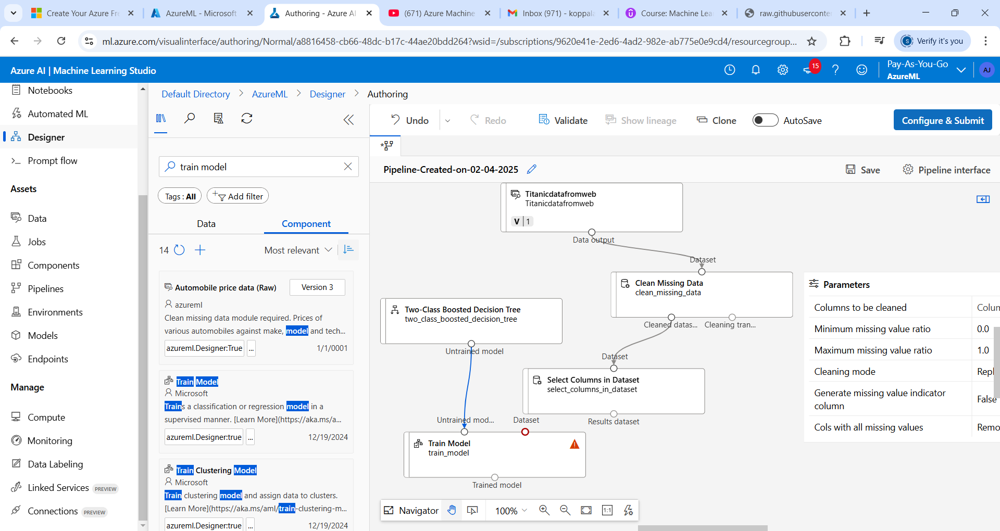 Create Your Azure Fre
AzureML - Microsoft
Authoring - Azure AI
(671) Azure Machine
Inbox (971) - koppala
Course: Machine Lea
raw.githubuserconter
ml.azure.com/visualinterface/authoring/Normal/a8816458-cb66-48dc-b17c-44ae20bdd264?wsid=/subscriptions/9620e41e-2ed6-4ad2-982e-ab775e0e9cd4/resourcegroup...
S
Verify it's you
Azure AI | Machine Learning Studio
15
Pay-As-You-Go
AzureML
AJ
Notebooks
Automated ML
Designer
Prompt flow
Assets
Data
Jobs
Components
Pipelines
Environments
Models
Endpoints
Manage
Compute
Monitoring
Data Labeling
Linked Services PREVIEW
Connections PREVIEW
Default Directory > AzureML > Designer > Authoring
train model
Tags : All
Add filter
Data
Component
14
Most relevant
Automobile price data (Raw)
Version 3
azureml
Clean missing data module required. Prices of
various automobiles against make, model and tech...
azureml.Designer:True
...
1/1/0001
Train Model
Microsoft
Trains a classification or regression model in a
supervised manner. [Learn More](https://aka.ms/a...
azureml.Designer:true
...
12/19/2024
Train Clustering Model
Microsoft
Train clustering model and assign data to clusters.
[Learn More](https://aka.ms/aml/train-clustering-m...
azureml.Designer:true
...
12/19/2024
Undo
Redo
Validate
Show lineage
Clone
AutoSave
Configure & Submit
Pipeline-Created-on-02-04-2025
Save
Pipeline interface
Titanicdatafromweb
Titanicdatafromweb
V 1
Data output
Dataset
Clean Missing Data
clean_missing_data
Cleaned datas...
Cleaning tran...
Two-Class Boosted Decision Tree
two_class_boosted_decision_tree
Untrained model
Dataset
Select Columns in Dataset
select_columns_in_dataset
Results dataset
Untrained mod...
Dataset
Train Model
train_model
Trained model
Parameters
Columns to be cleaned
Colum
Minimum missing value ratio
0.0
Maximum missing value ratio
1.0
Cleaning mode
Repl
Generate missing value indicator
column
False
Cols with all missing values
Remo
Navigator
100%
1:1